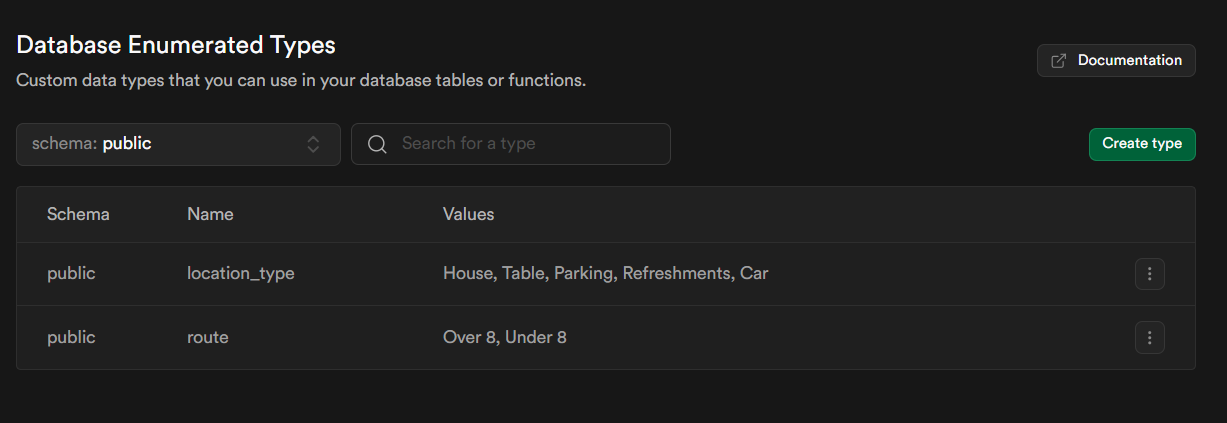 Database Enumerated Types
Custom data types that you can use in your database tables or functions.
Documentation
schema: public
Search for a type
Create type
Schema Name Values
public location_type House, Table, Parking, Refreshments, Car
public route Over 8, Under 8